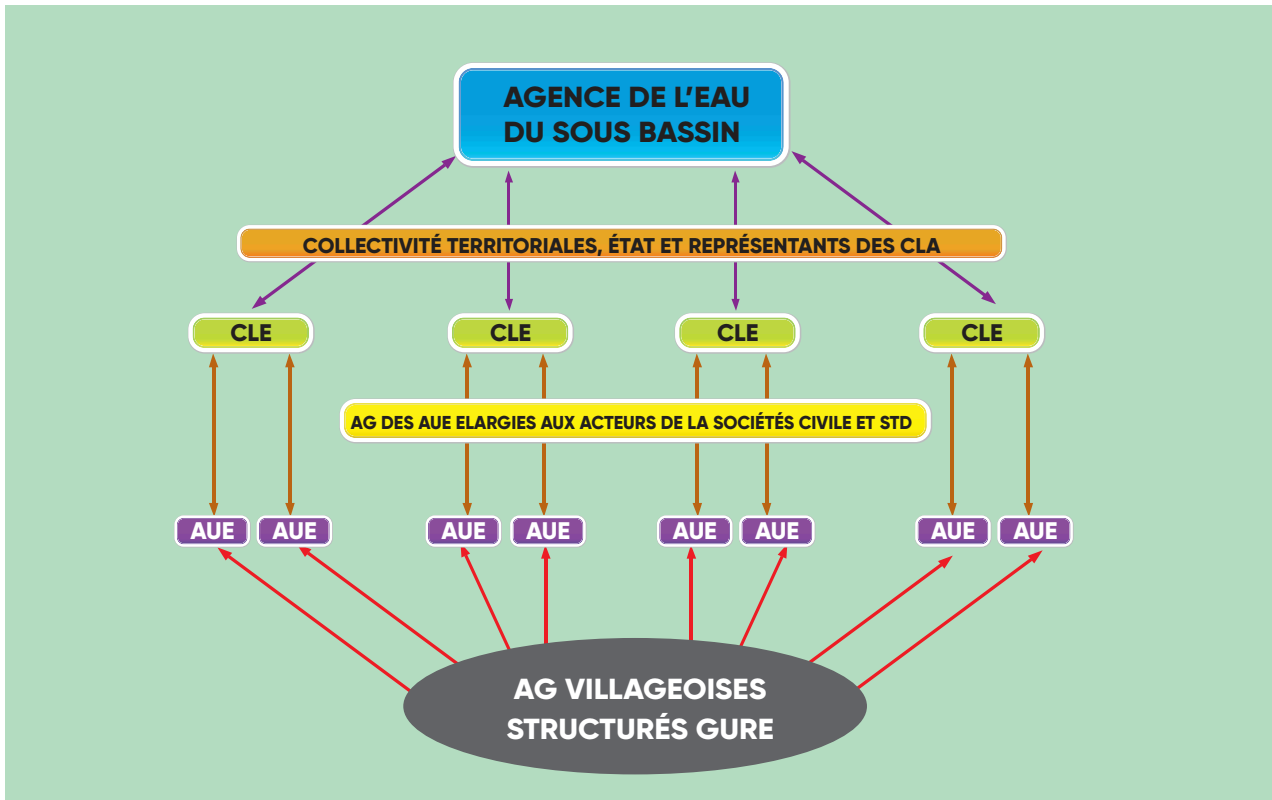 AGENCE DE L'EAU
DU SOUS BASSIN
COLLECTIVITÉ TERRITORIALES, ÉTAT ET REPRÉSENTANTS DES CLA
CLE
CLE
CLE
CLE
AG DES AUE ELARGIES AUX ACTEURS DE LA SOCIÉTÉS CIVILE ET STD
AUE
AUE
AUE
AUE
AUE
AUE
AUE
AUE
AG VILLAGEOISES
STRUCTURÉS GURE